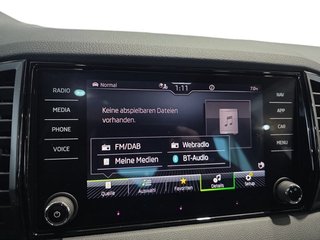 RADIO
MEDIA
PHONE
VOICE
Normal
1:11
Keine abspielbaren Dateien
vorhanden.
FM/DAB
Webradio
Meine Medien
BT-Audio
Quelle
Auswahl
Favoriten
Details
Setup
NAV
APP
CAR
MENU